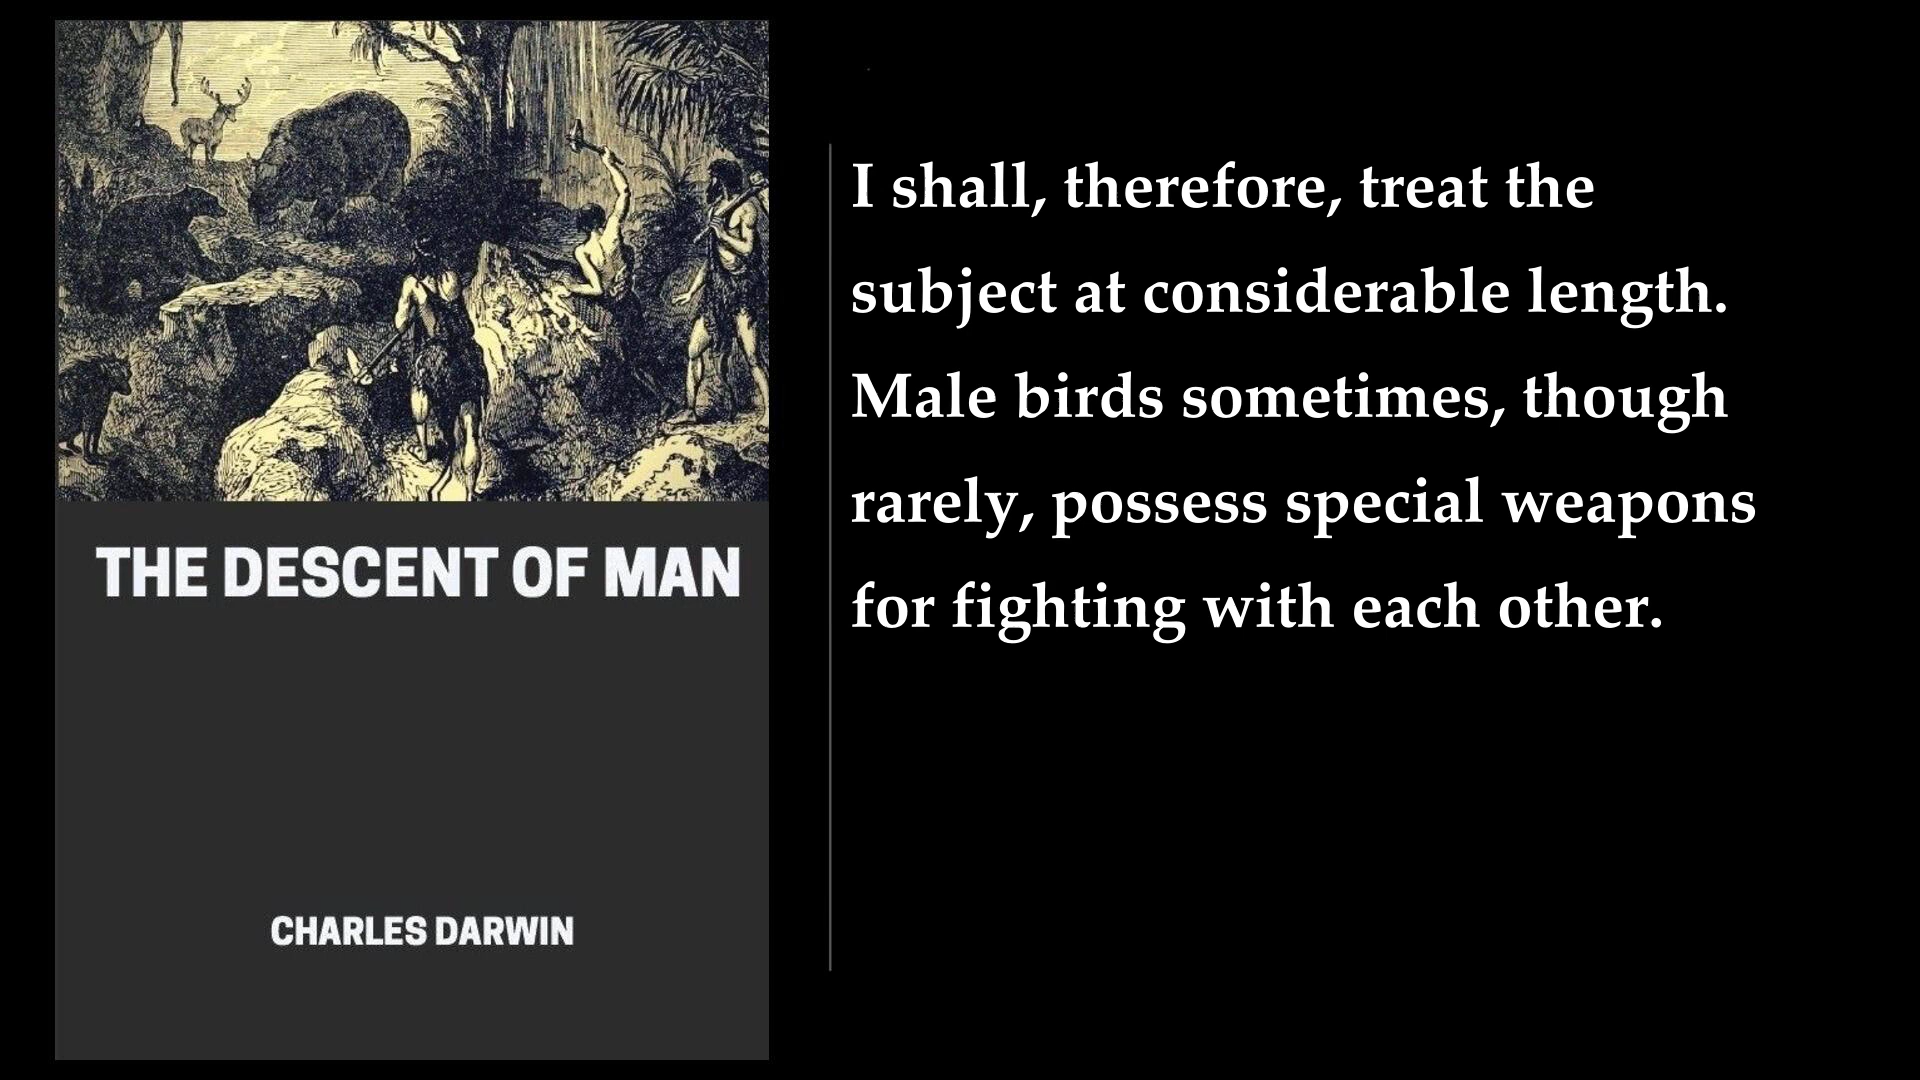 THE DESCENT OF MAN
CHARLES DARWIN
I shall, therefore, treat the
subject at considerable length.
Male birds sometimes, though
rarely, possess special weapons
for fighting with each other.